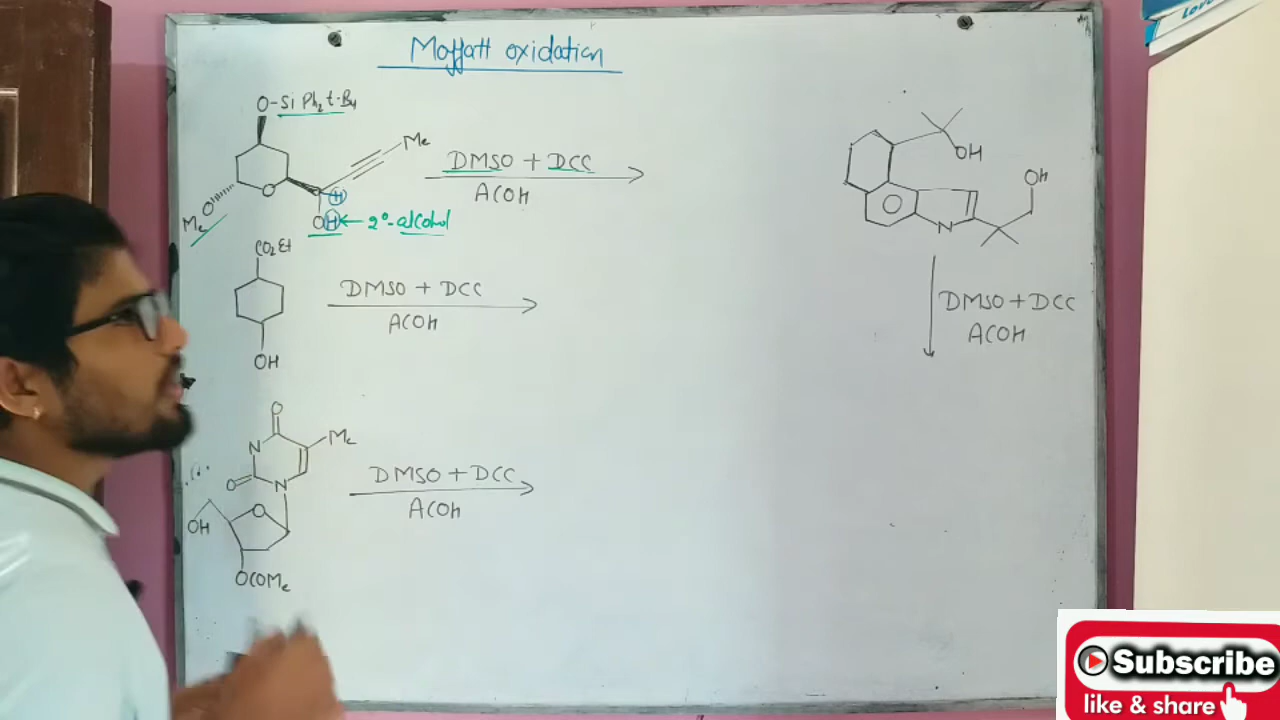 Moffatt oxidation
O-Si Ph2 t-Bu
Me
DMSO + DCC
ACOH
O
H
MeO
OH ← 2°-alcohol
CO2Et
DMSO + DCC
ACOH
OH
O
N
Me
O
N
DMSO + DCC
ACOH
OH
O
OCOMe
OH
OH
N
DMSO + DCC
ACOH
Subscribe
like & share